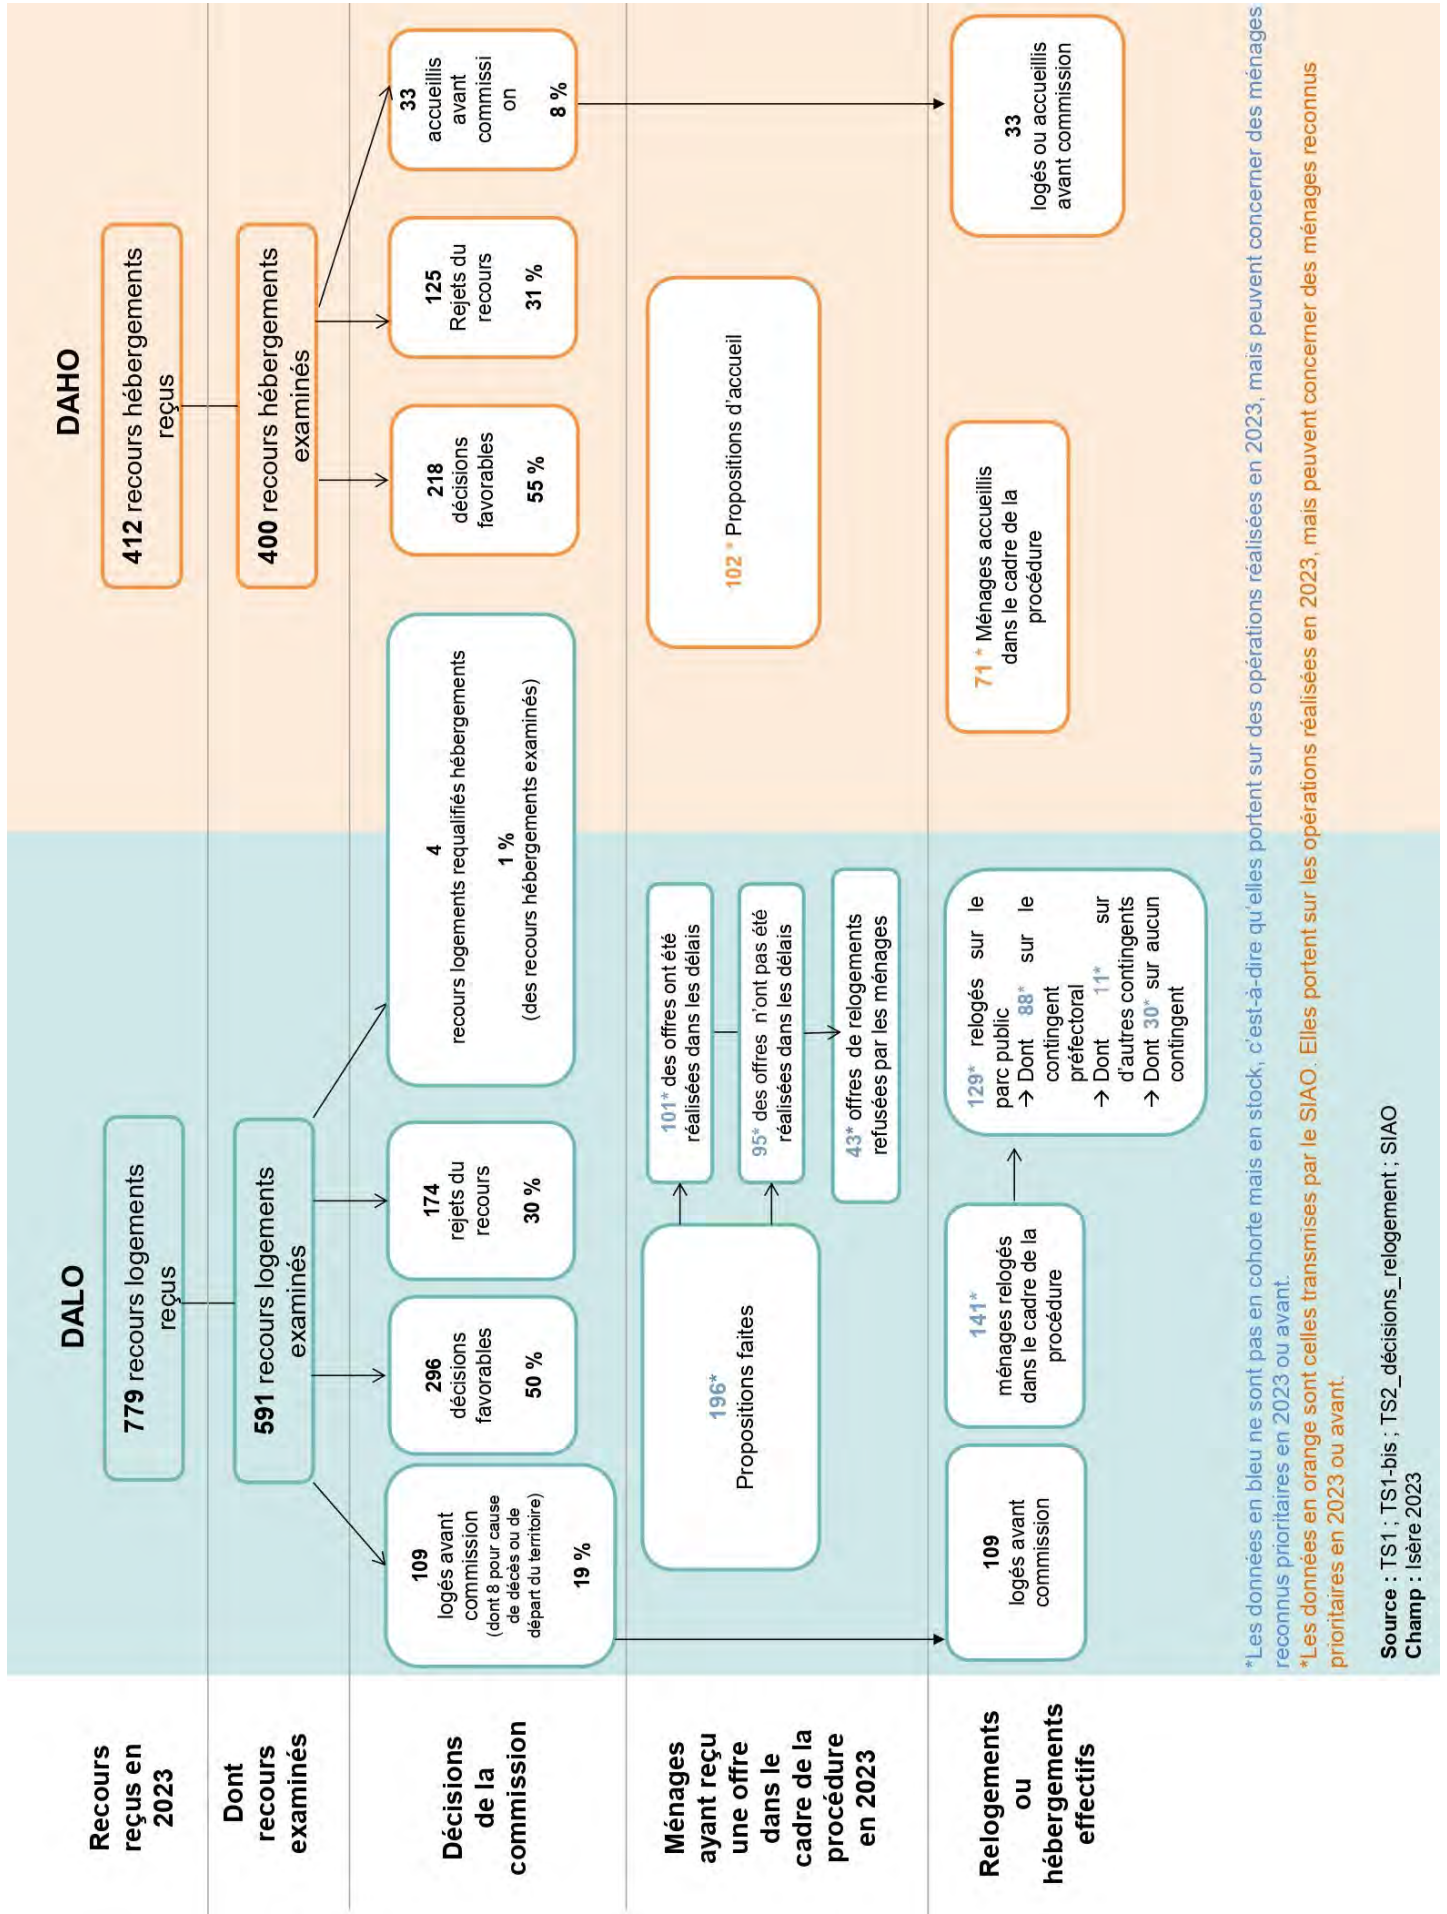 DALO
DAHO
Recours
reçus en
2023
779 recours logements
reçus
412 recours hébergements
reçus
Dont
recours
examinés
591 recours logements
examinés
400 recours hébergements
examinés
Décisions
de la
commission
109
logés avant
commission
(dont 8 pour cause
de décès ou de
départ du territoire)
19 %
296
décisions
favorables
50 %
174
rejets du
recours
30 %
4
recours logements requalifiés hébergements
1 %
(des recours hébergements examinés)
218
décisions
favorables
55 %
125
Rejets du
recours
31 %
33
accueillis
avant
commissi
on
8 %
Ménages
ayant reçu
une offre
dans le
cadre de la
procédure
en 2023
196*
Propositions faites
101* des offres ont été
réalisées dans les délais
95* des offres n’ont pas été
réalisées dans les délais
43* offres de relogements
refusées par les ménages
102 * Propositions d’accueil
Relogements
ou
hébergements
effectifs
109
logés avant
commission
141*
ménages relogés
dans le cadre de la
procédure
129* relogés sur le
parc public
→ Dont 88* sur le
contingent
préfectoral
→ Dont 11* sur
d’autres contingents
→ Dont 30* sur aucun
contingent
71 * Ménages accueillis
dans le cadre de la
procédure
33
logés ou accueillis
avant commission
*Les données en bleu ne sont pas en cohorte mais en stock, c’est-à-dire qu’elles portent sur des opérations réalisées en 2023, mais peuvent concerner des ménages
reconnus prioritaires en 2023 ou avant.
*Les données en orange sont celles transmises par le SIAO. Elles portent sur les opérations réalisées en 2023, mais peuvent concerner des ménages reconnus
prioritaires en 2023 ou avant.
Source : TS1 ; TS1-bis ; TS2_décisions_relogement ; SIAO
Champ : Isère 2023